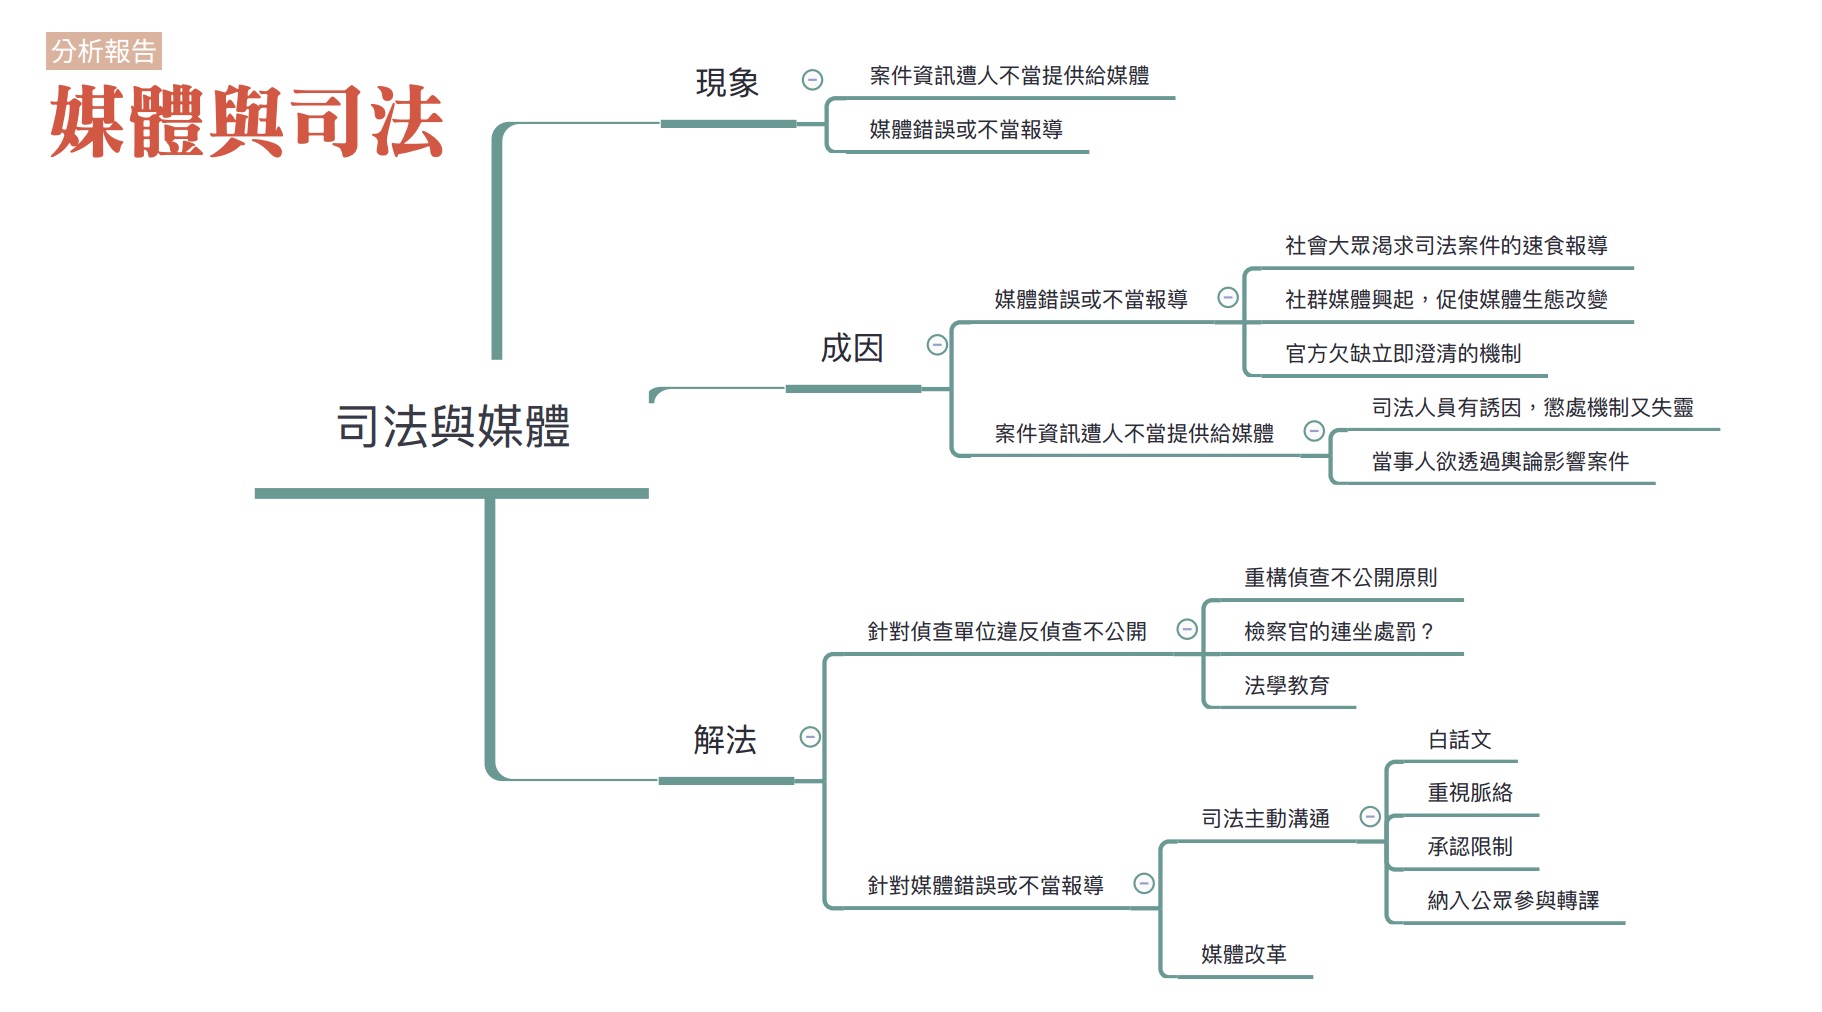 分析報告
媒體與司法
司法與媒體
現象
案件資訊遭人不當提供給媒體
媒體錯誤或不當報導
成因
媒體錯誤或不當報導
社會大眾渴求司法案件的速食報導
社群媒體興起，促使媒體生態改變
官方欠缺立即澄清的機制
案件資訊遭人不當提供給媒體
司法人員有誘因，懲處機制又失靈
當事人欲透過輿論影響案件
解法
針對偵查單位違反偵查不公開
重構偵查不公開原則
檢察官的連坐處罰？
法學教育
針對媒體錯誤或不當報導
司法主動溝通
白話文
重視脈絡
承認限制
納入公眾參與轉譯
媒體改革